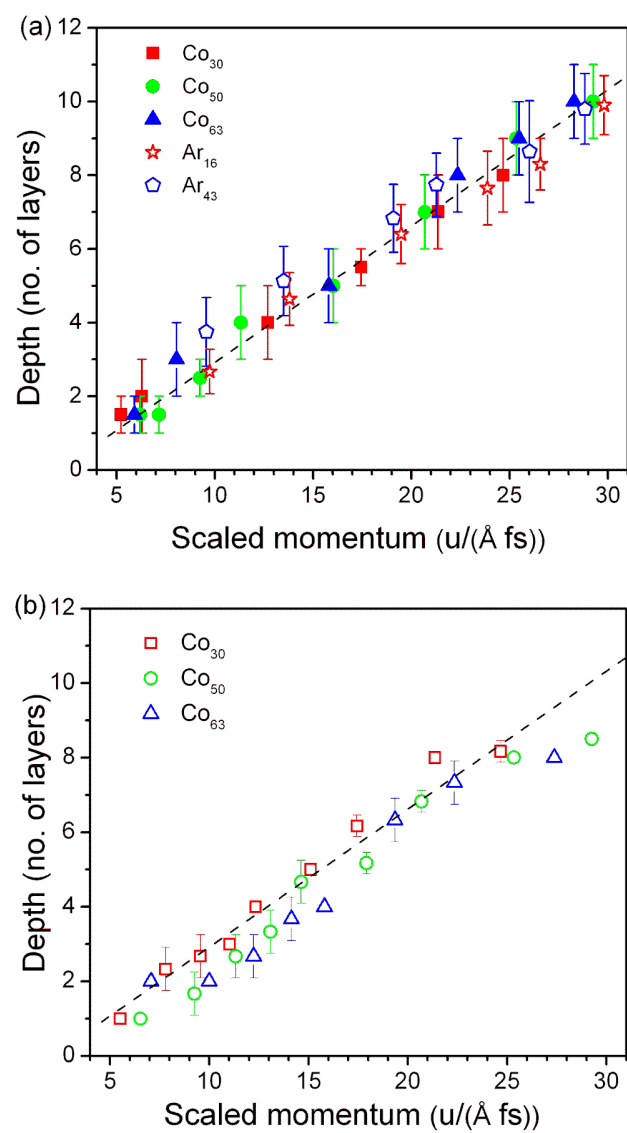 (a)
12
10
8
6
4
2
0
Depth (no. of layers)
Co₃₀
Co₅₀
Co₆₃
Ar₁₆
Ar₄₃
5 10 15 20 25 30
Scaled momentum (u/(Å fs))
(b)
12
10
8
6
4
2
0
Depth (no. of layers)
Co₃₀
Co₅₀
Co₆₃
5 10 15 20 25 30
Scaled momentum (u/(Å fs))